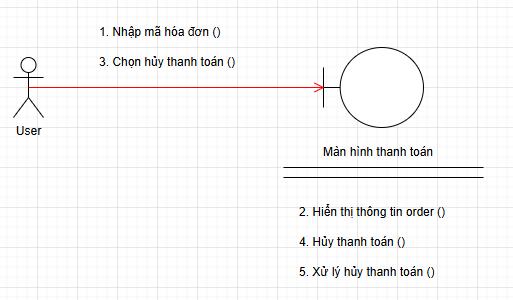 1. Nhập mã hóa đơn ()
3. Chọn hủy thanh toán ()
User
Màn hình thanh toán
2. Hiển thị thông tin order ()
4. Hủy thanh toán ()
5. Xử lý hủy thanh toán ()